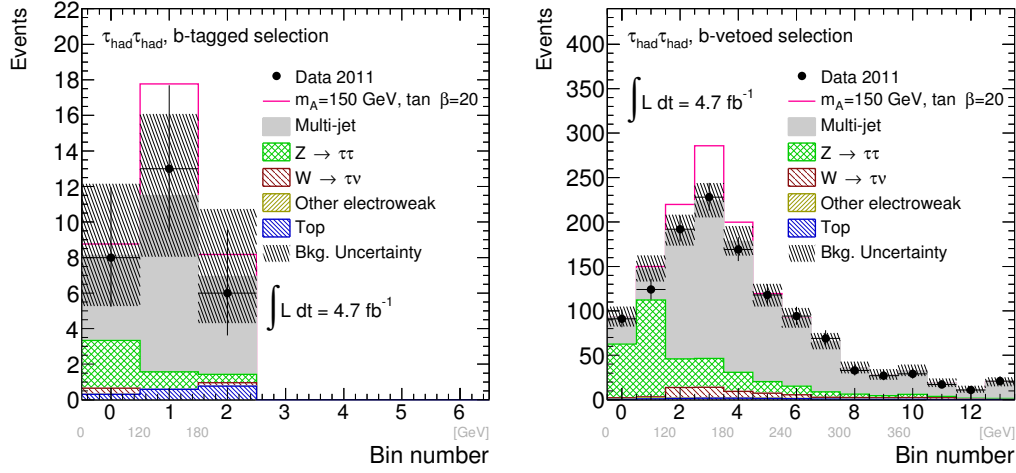 Events
22
20
18
16
14
12
10
8
6
4
2
0
τhadτhad, b-tagged selection
Data 2011
mA=150 GeV, tan β=20
Multi-jet
Z → ττ
W → τν
Other electroweak
Top
Bkg. Uncertainty
∫ L dt = 4.7 fb-1
0 1 2 3 4 5 6
0 120 180 [GeV]
Bin number
Events
400
350
300
250
200
150
100
50
0
τhadτhad, b-vetoed selection
∫ L dt = 4.7 fb-1
Data 2011
mA=150 GeV, tan β=20
Multi-jet
Z → ττ
W → τν
Other electroweak
Top
Bkg. Uncertainty
0 2 4 6 8 10 12
0 120 180 240 300 360 [GeV]
Bin number